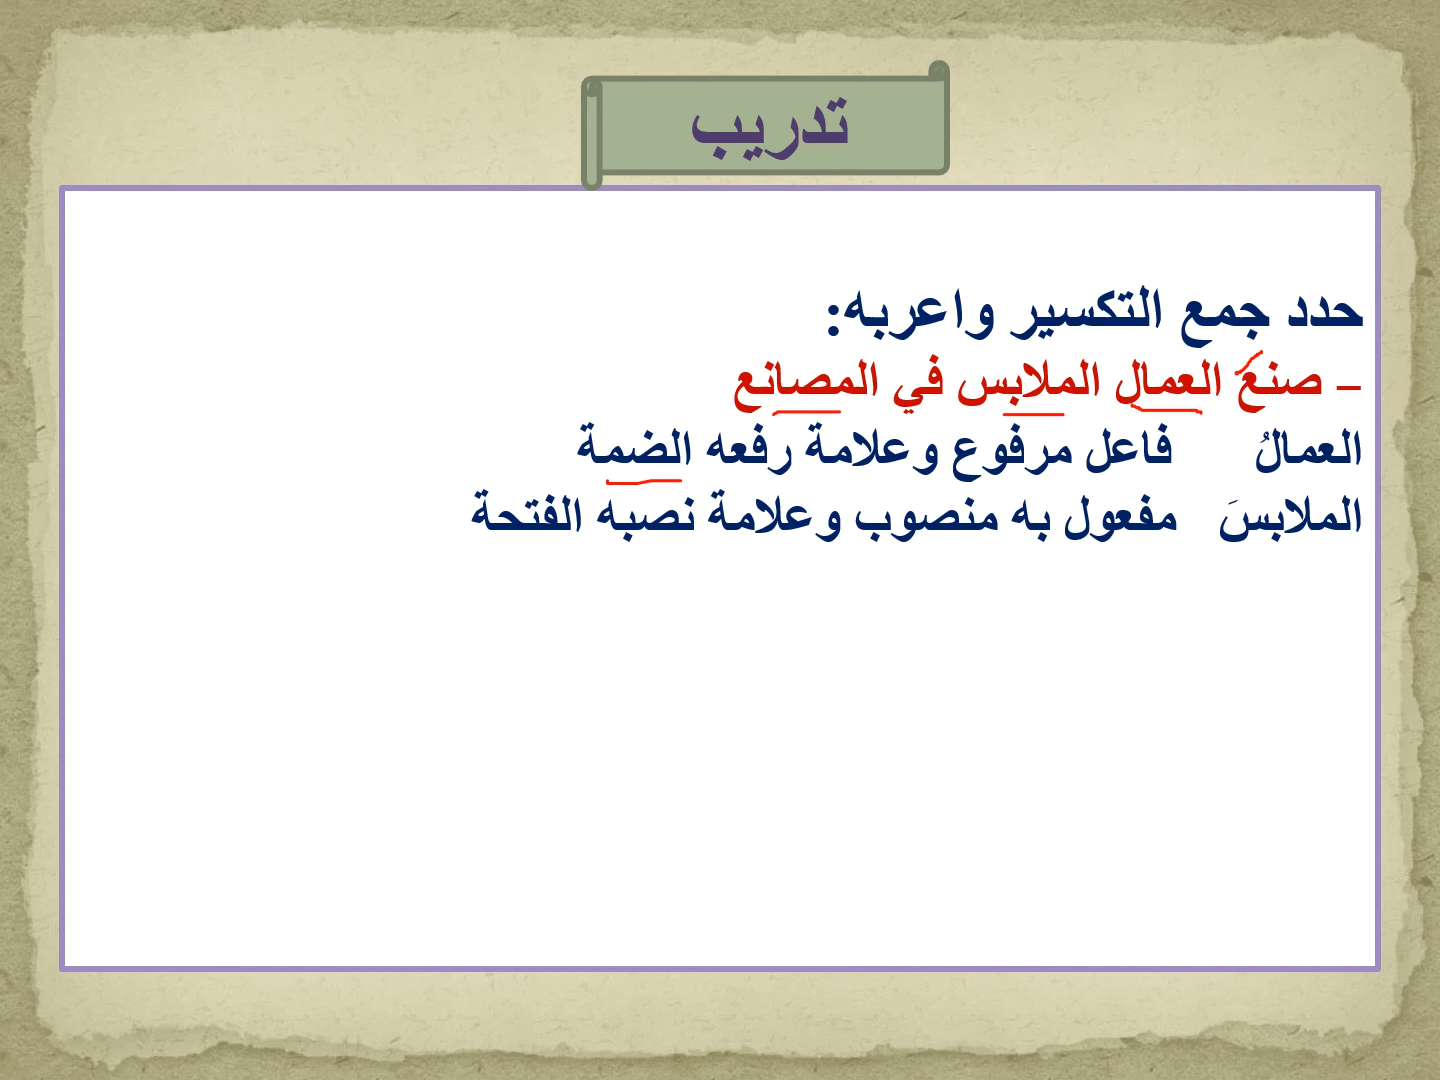 تدريب
حدد جمع التكسير واعربه:
– صنعَ العمال الملابس في المصانع
العمالُ فاعل مرفوع وعلامة رفعه الضمة
الملابسَ مفعول به منصوب وعلامة نصبه الفتحة